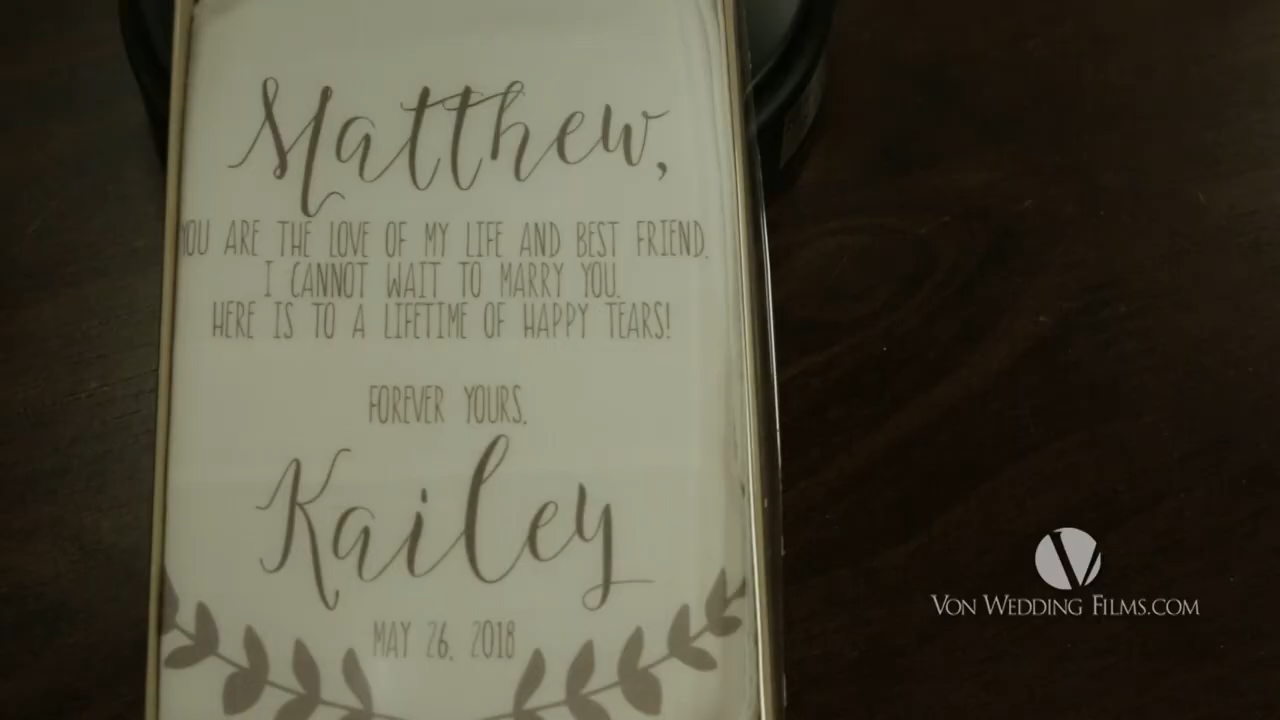 Matthew,
YOU ARE THE LOVE OF MY LIFE AND BEST FRIEND.
I CANNOT WAIT TO MARRY YOU.
HERE IS TO A LIFETIME OF HAPPY TEARS!
FOREVER YOURS,
Kailey
MAY 26, 2018
V
VON WEDDING FILMS.COM